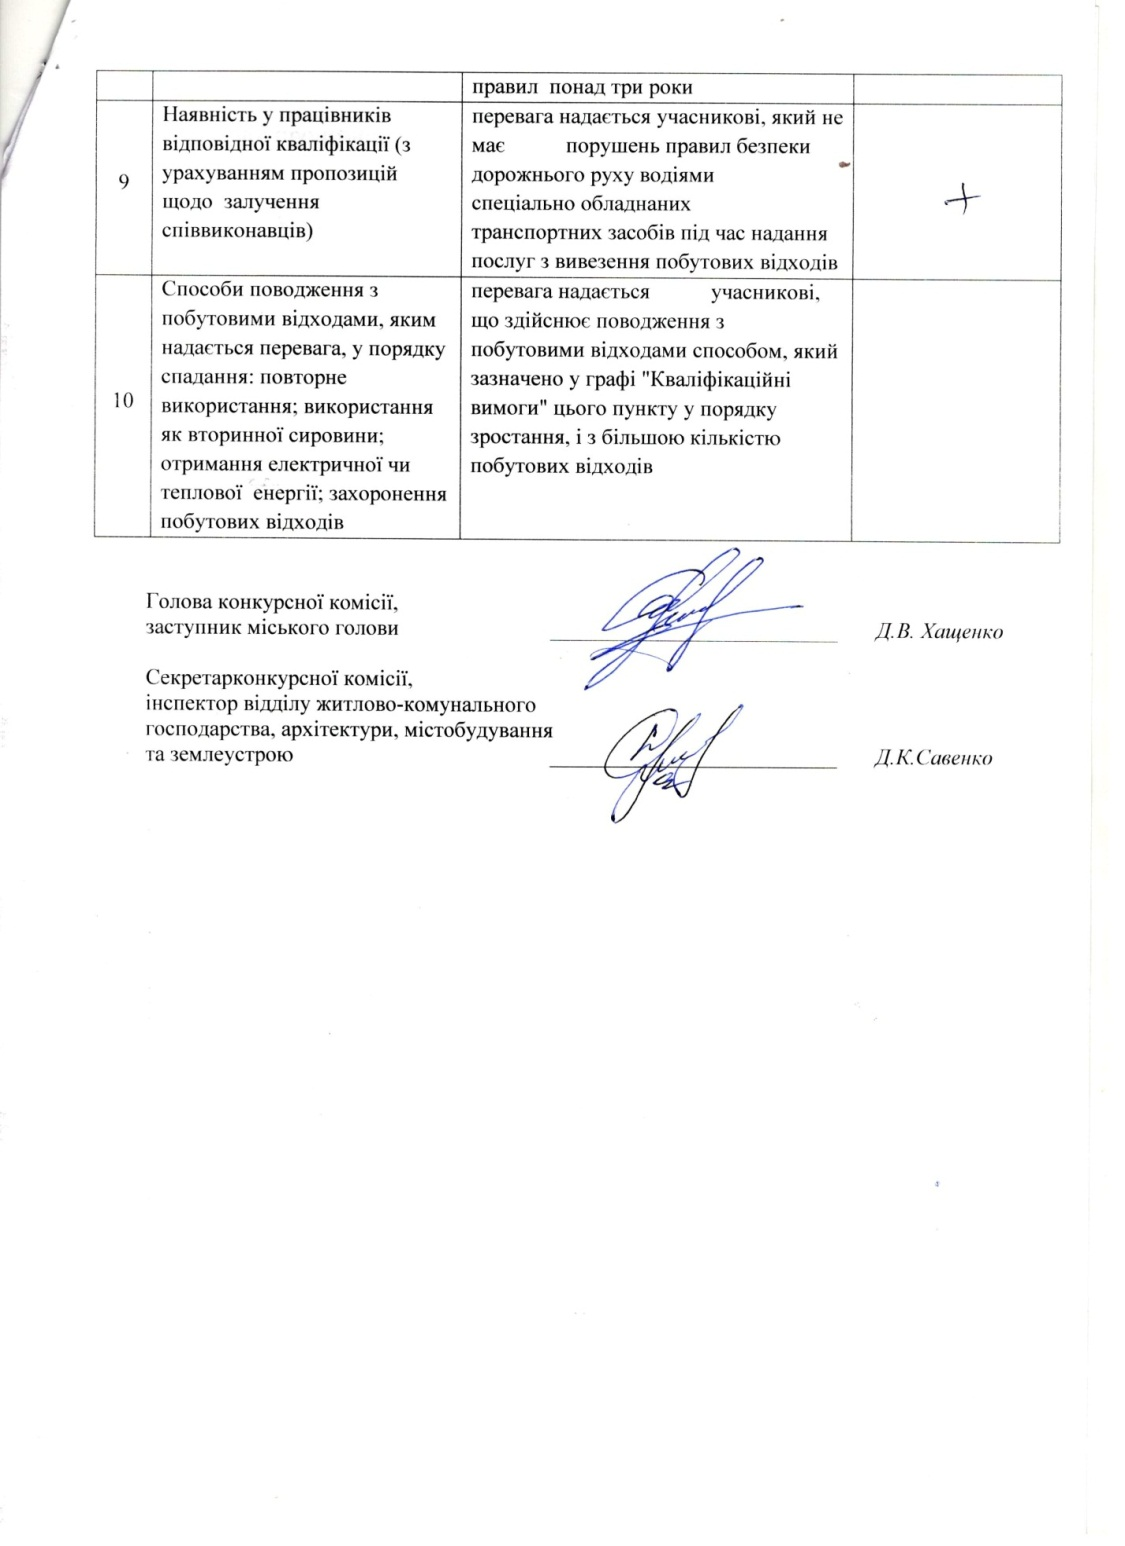 правил понад три роки
9
Наявність у працівників
відповідної кваліфікації (з
урахуванням пропозицій
щодо залучення
співвиконавців)
перевага надається учасникові, який не
має порушень правил безпеки
дорожнього руху водіями
спеціально обладнаних
транспортних засобів під час надання
послуг з вивезення побутових відходів
+
10
Способи поводження з
побутовими відходами, яким
надається перевага, у порядку
спадання: повторне
використання; використання
як вторинної сировини;
отримання електричної чи
теплової енергії; захоронення
побутових відходів
перевага надається учасникові,
що здійснює поводження з
побутовими відходами способом, який
зазначено у графі "Кваліфікаційні
вимоги" цього пункту у порядку
зростання, і з більшою кількістю
побутових відходів
Голова конкурсної комісії,
заступник міського голови
Д.В. Хащенко
Секретарконкурсної комісії,
інспектор відділу житлово-комунального
господарства, архітектури, містобудування
та землеустрою
Д.К.Савенко